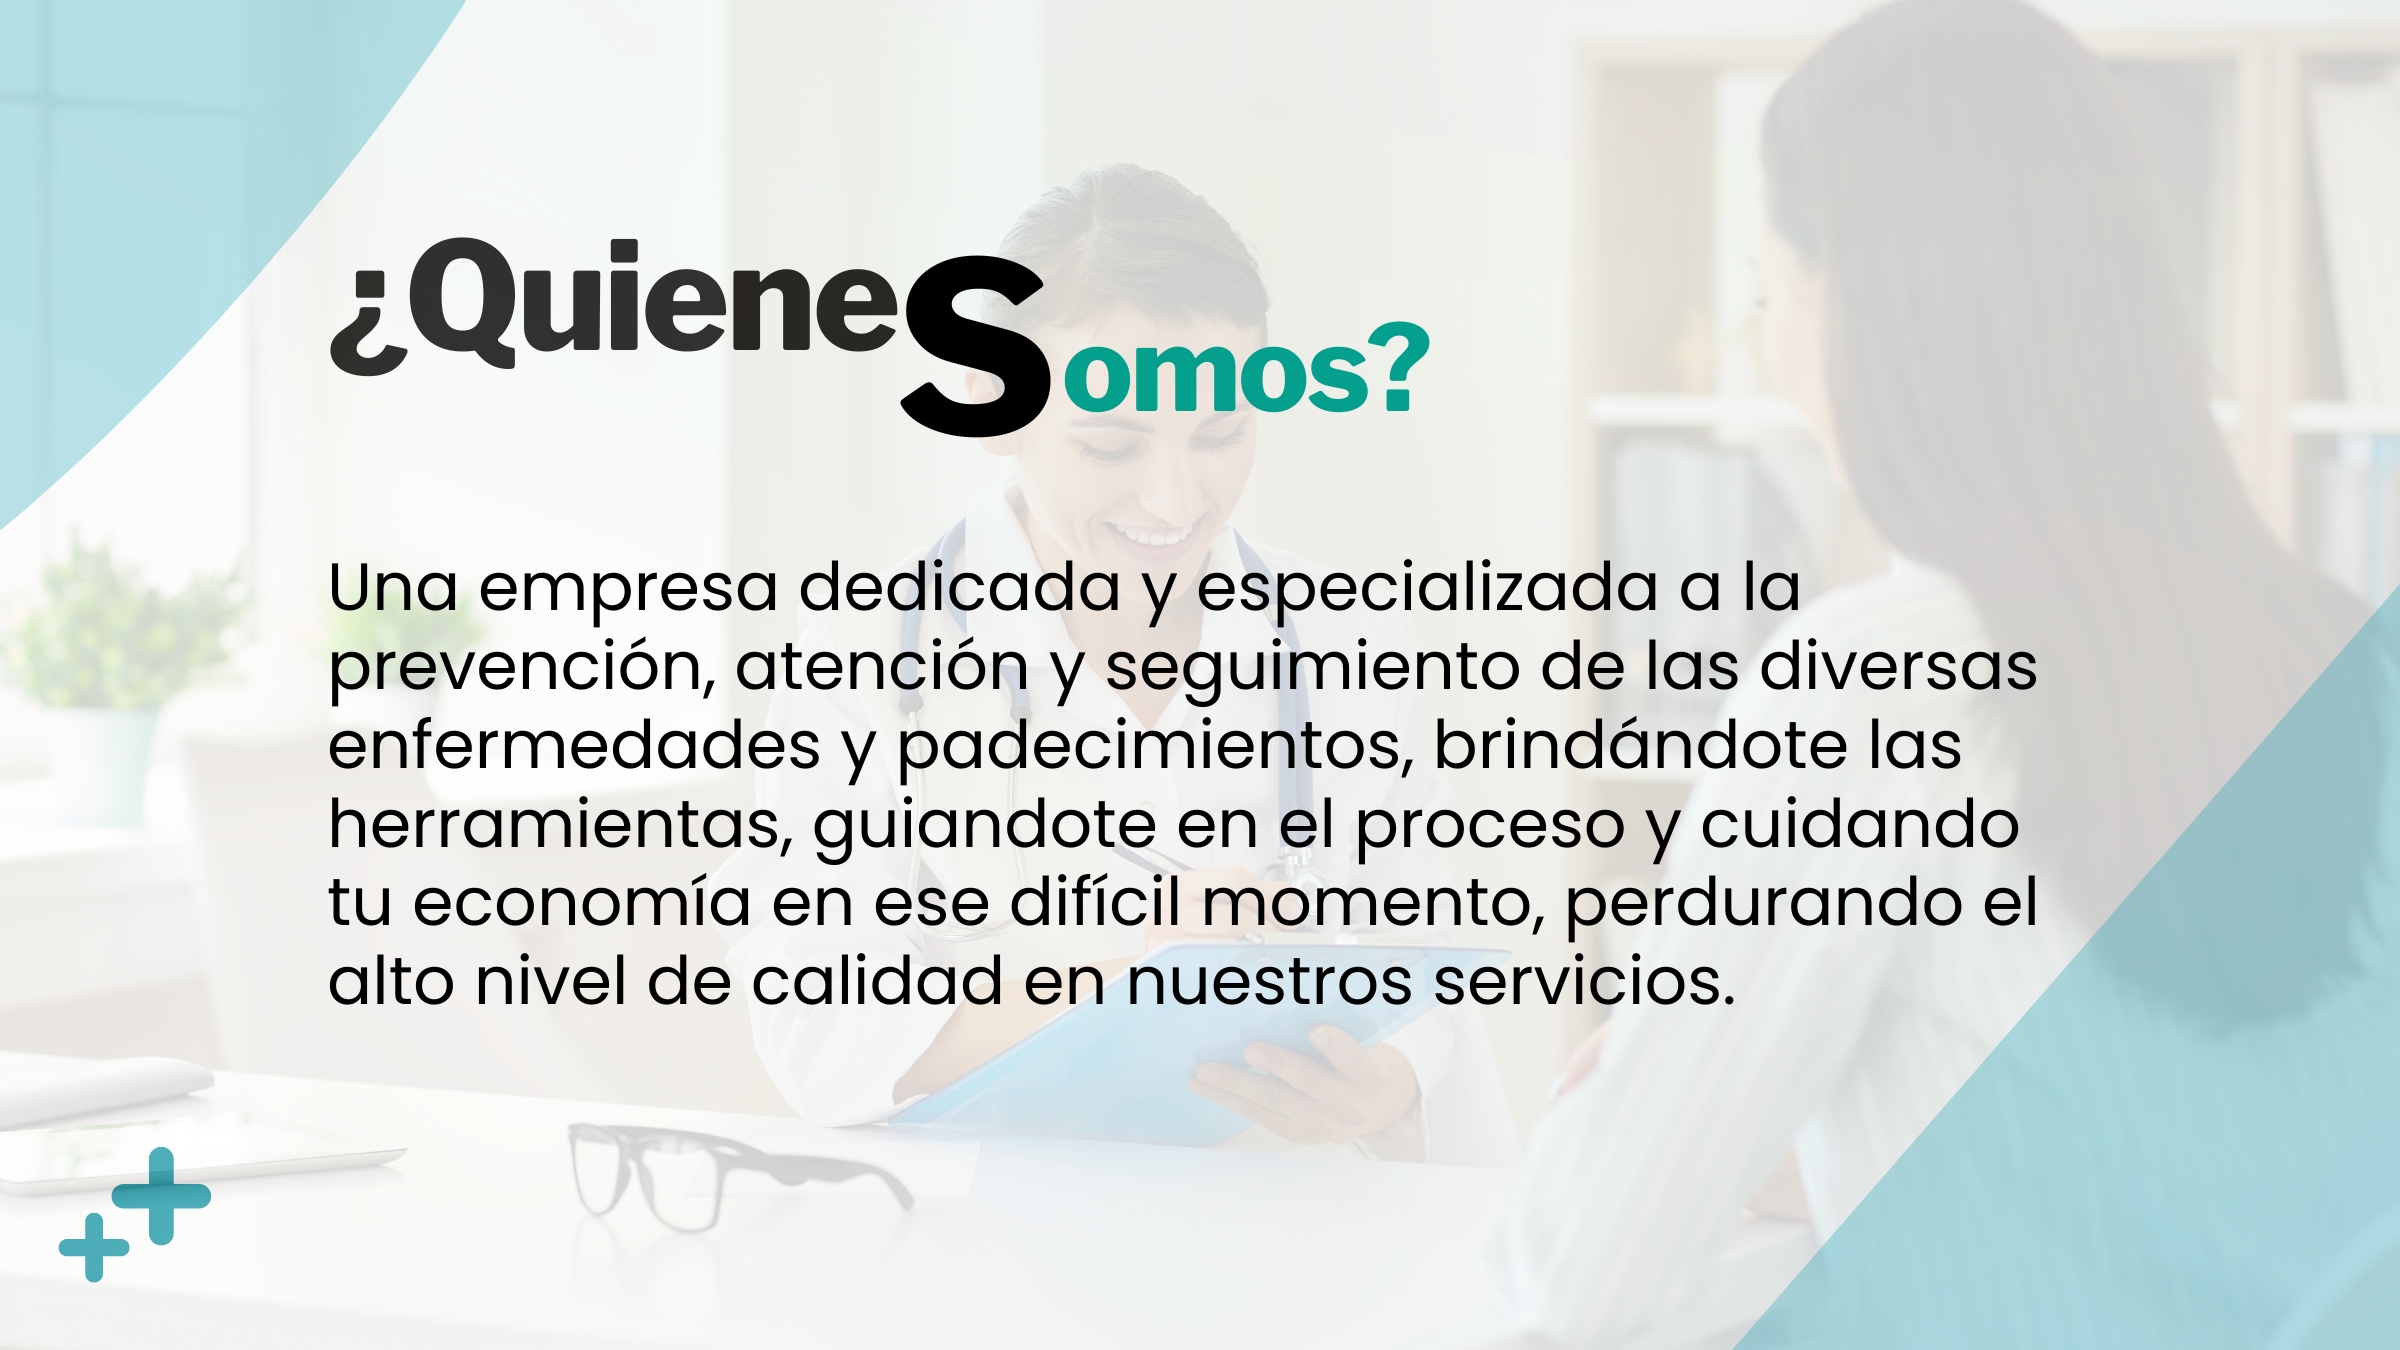 ¿QuieneSomos?
Una empresa dedicada y especializada a la
prevención, atención y seguimiento de las diversas
enfermedades y padecimientos, brindándote las
herramientas, guiandote en el proceso y cuidando
tu economía en ese difícil momento, perdurando el
alto nivel de calidad en nuestros servicios.